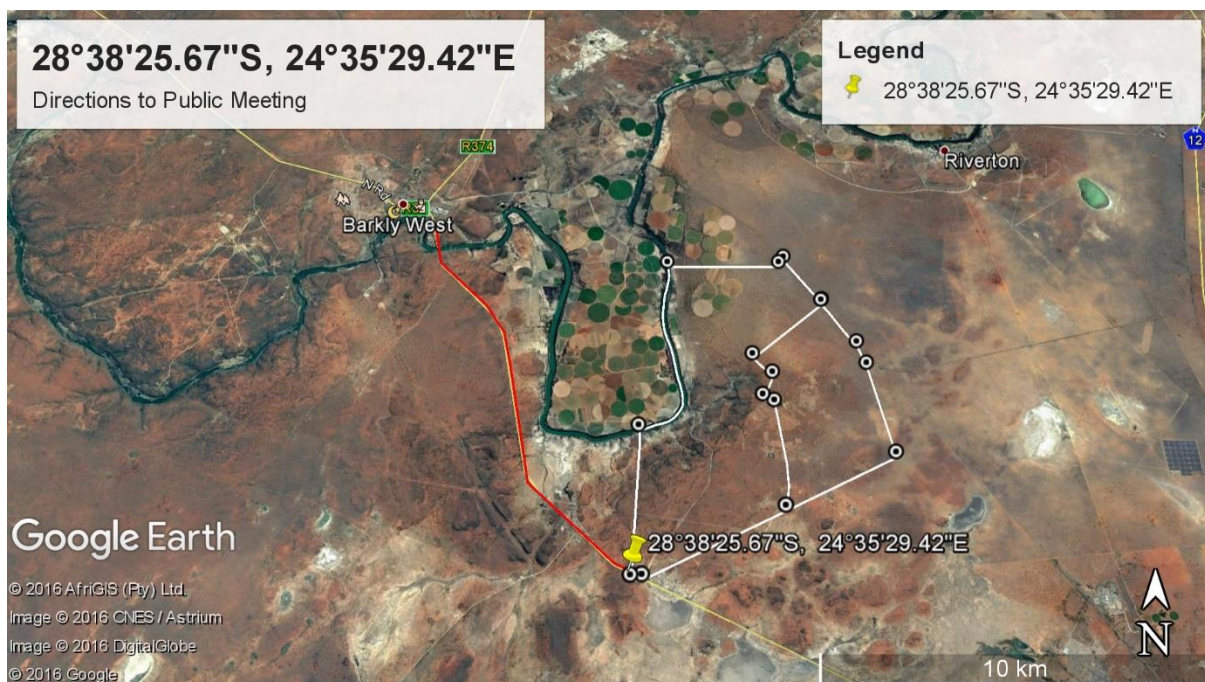 28°38'25.67"S, 24°35'29.42"E
Directions to Public Meeting
Legend
28°38'25.67"S, 24°35'29.42"E
R374
N Rd
Barkly West
Riverton
N
12
28°38'25.67"S, 24°35'29.42"E
Google Earth
© 2016 AfriGIS (Pty) Ltd.
Image © 2016 CNES / Astrium
Image © 2016 DigitalGlobe
© 2016 Google
N
10 km